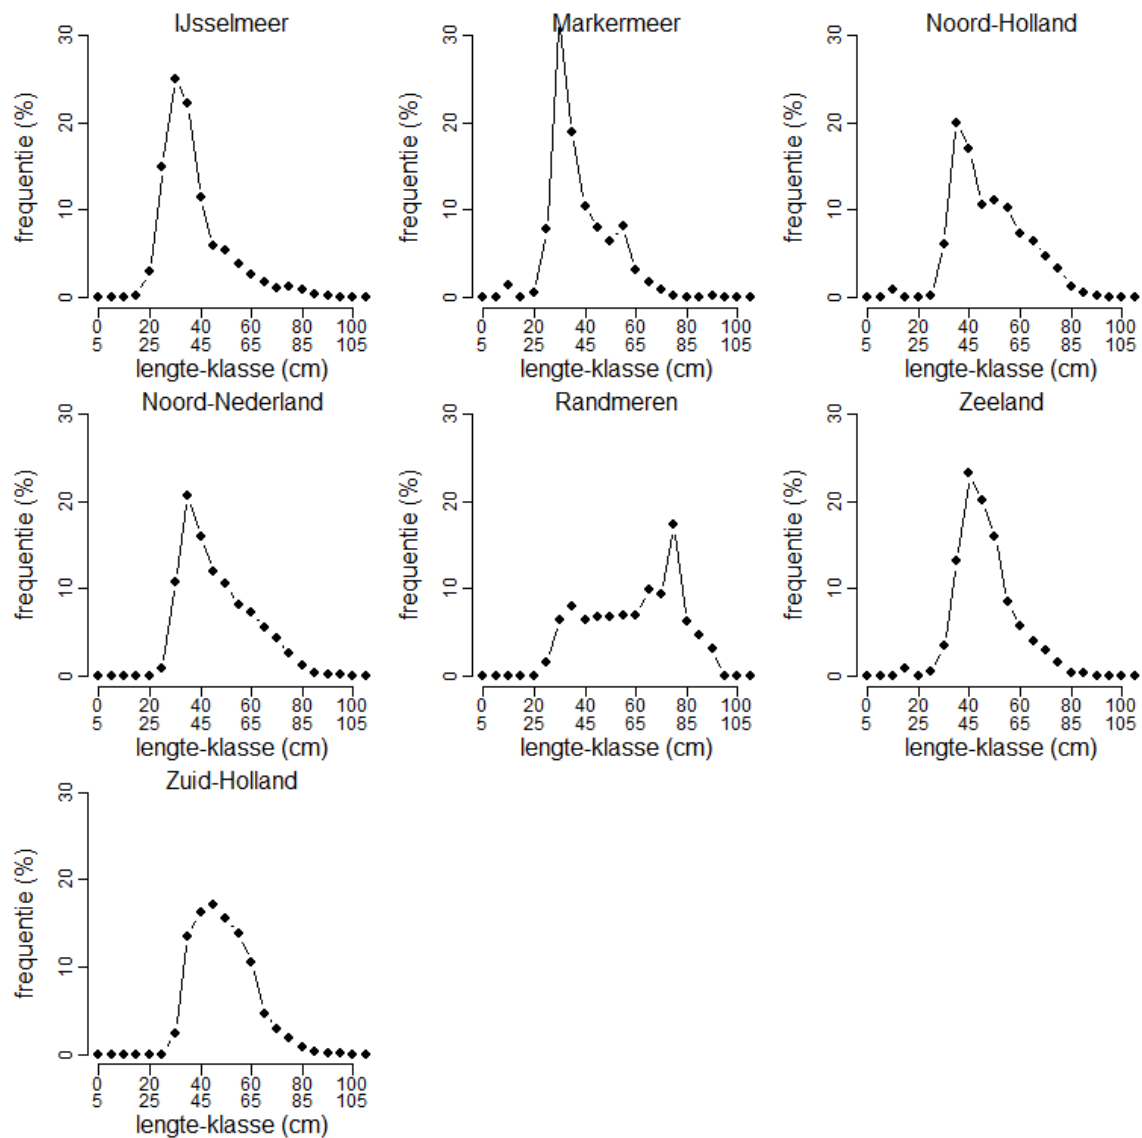 IJsselmeer
frequentie (%)
30
20
10
0
0 20 40 60 80 100
5 25 45 65 85 105
lengte-klasse (cm)
Markermeer
frequentie (%)
30
20
10
0
0 20 40 60 80 100
5 25 45 65 85 105
lengte-klasse (cm)
Noord-Holland
frequentie (%)
30
20
10
0
0 20 40 60 80 100
5 25 45 65 85 105
lengte-klasse (cm)
Noord-Nederland
frequentie (%)
30
20
10
0
0 20 40 60 80 100
5 25 45 65 85 105
lengte-klasse (cm)
Randmeren
frequentie (%)
30
20
10
0
0 20 40 60 80 100
5 25 45 65 85 105
lengte-klasse (cm)
Zeeland
frequentie (%)
30
20
10
0
0 20 40 60 80 100
5 25 45 65 85 105
lengte-klasse (cm)
Zuid-Holland
frequentie (%)
30
20
10
0
0 20 40 60 80 100
5 25 45 65 85 105
lengte-klasse (cm)